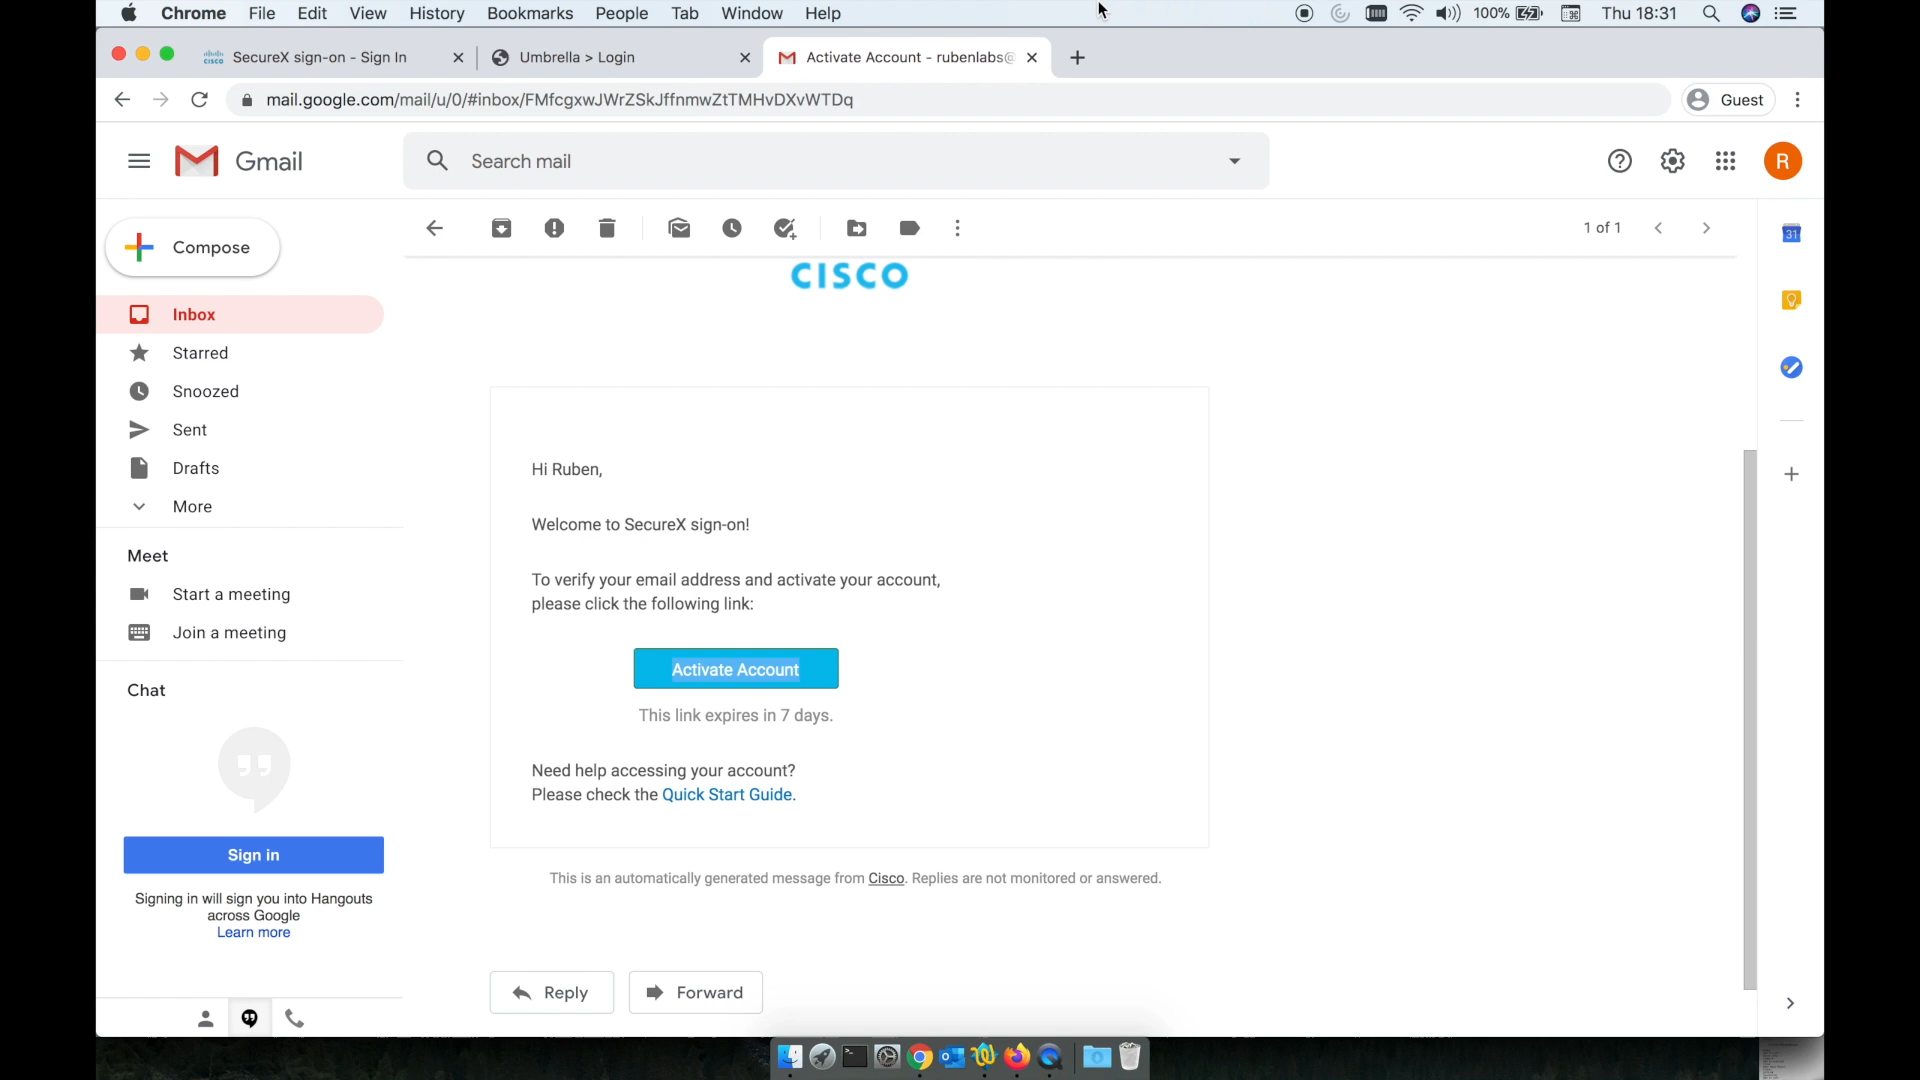 Chrome File Edit View History Bookmarks People Tab Window Help 100% Thu 18:31
cisco SecureX sign-on - Sign In Umbrella > Login Activate Account - rubenlabs@
mail.google.com/mail/u/0/#inbox/FMfcgxwJWrZSkJffnmwZtTMHvDXvWTDq Guest
Gmail Search mail R
Compose 1 of 1 31
CISCO
Inbox
Starred
Snoozed
Sent
Drafts
More
Meet
Start a meeting
Join a meeting
Chat
Sign in
Signing in will sign you into Hangouts
across Google
Learn more
Hi Ruben,
Welcome to SecureX sign-on!
To verify your email address and activate your account,
please click the following link:
Activate Account
This link expires in 7 days.
Need help accessing your account?
Please check the Quick Start Guide.
This is an automatically generated message from Cisco. Replies are not monitored or answered.
Reply Forward